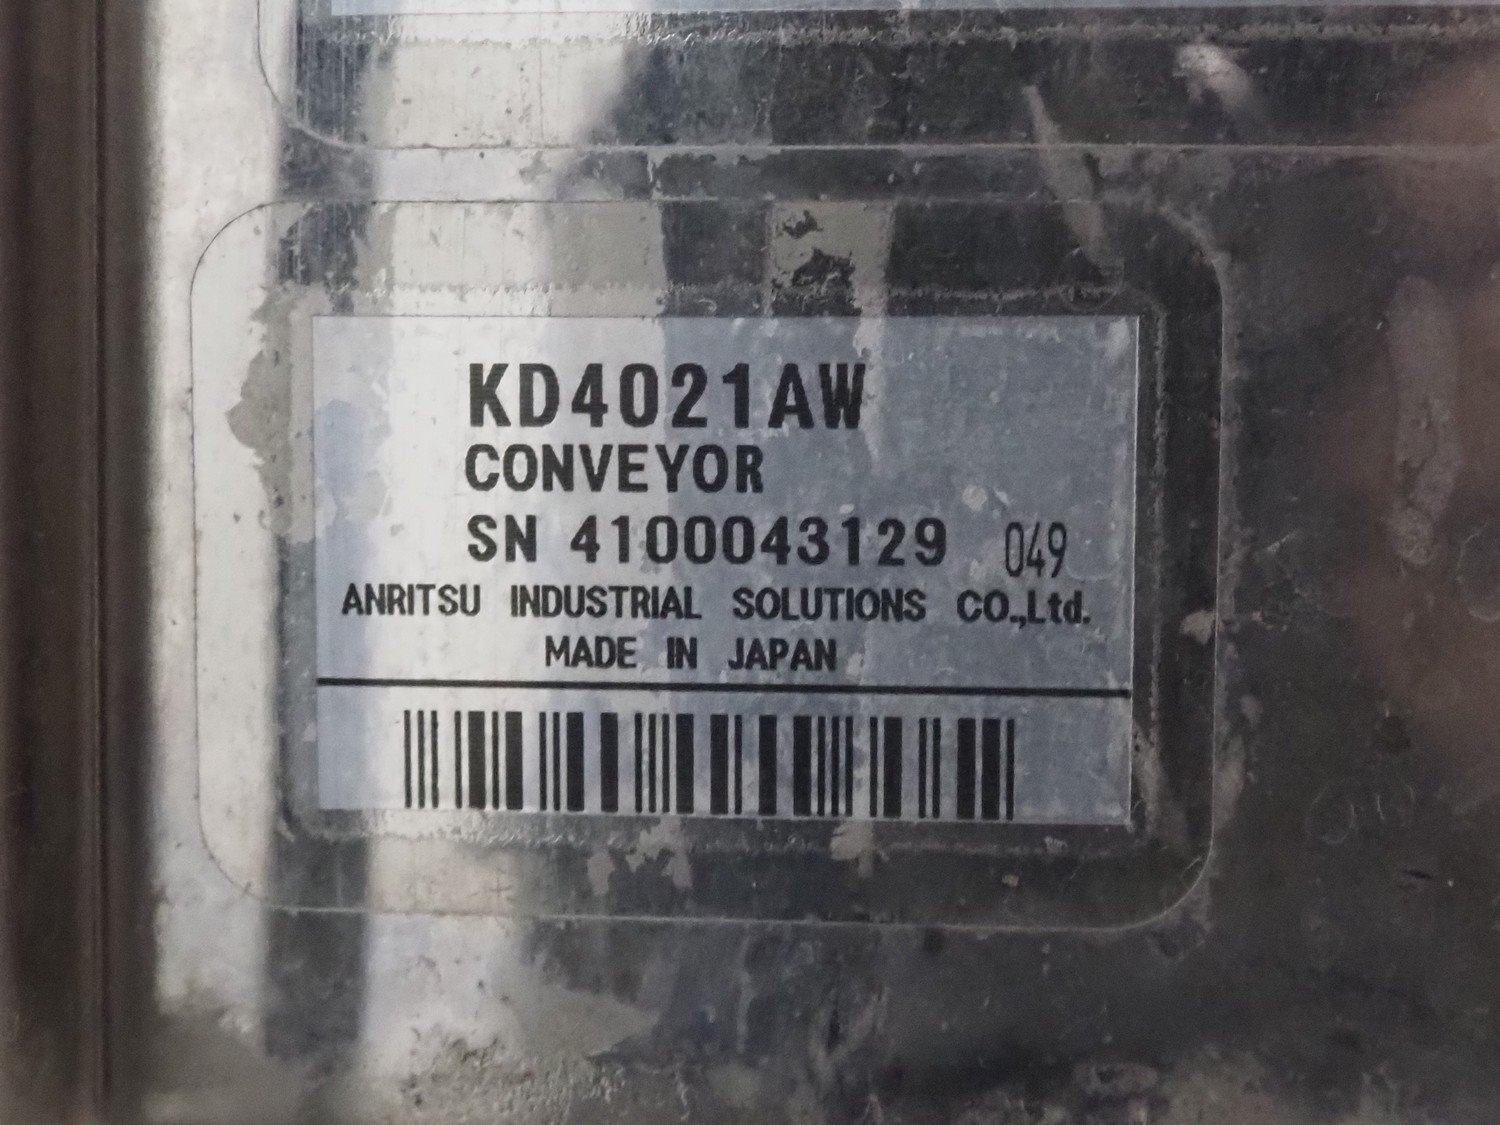 KD4021AW
CONVEYOR
SN 4100043129 049
ANRITSU INDUSTRIAL SOLUTIONS CO.,Ltd.
MADE IN JAPAN